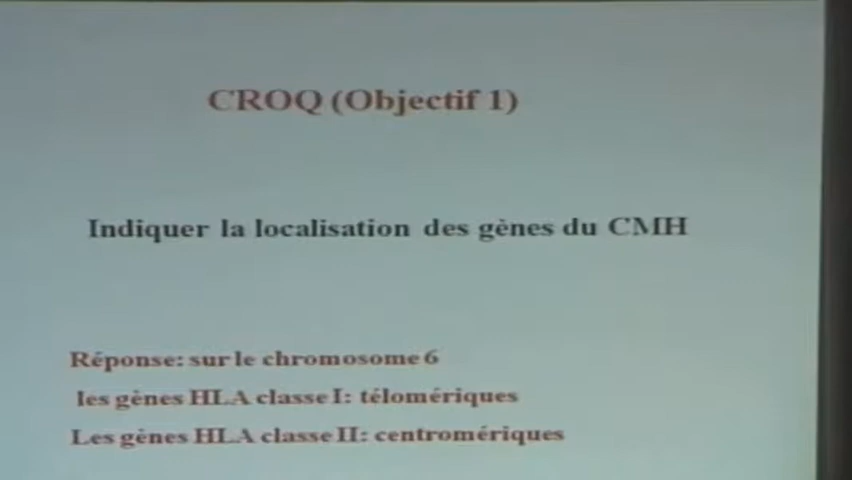 CROQ (Objectif 1)
Indiquer la localisation des gènes du CMH
Réponse: sur le chromosome 6
les gènes HLA classe I: télomériques
Les gènes HLA classe II: centromériques